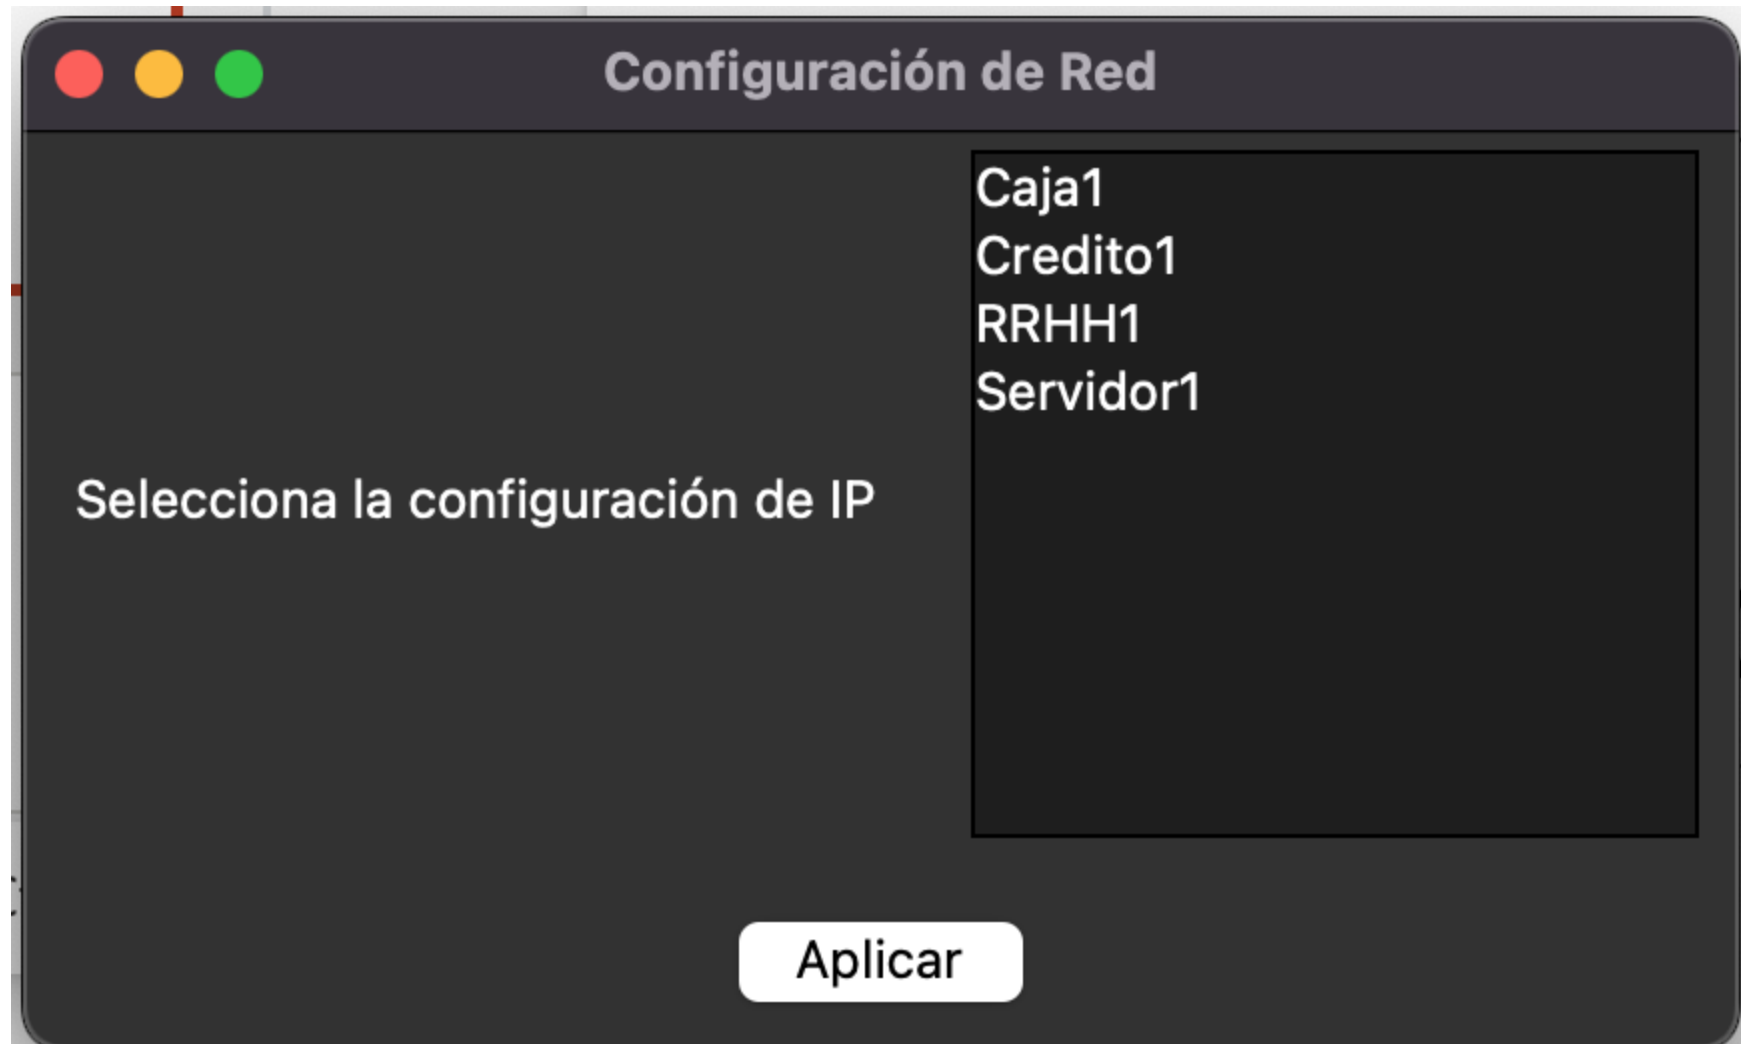 Configuración de Red
Caja1
Credito1
RRHH1
Servidor1
Selecciona la configuración de IP
Aplicar